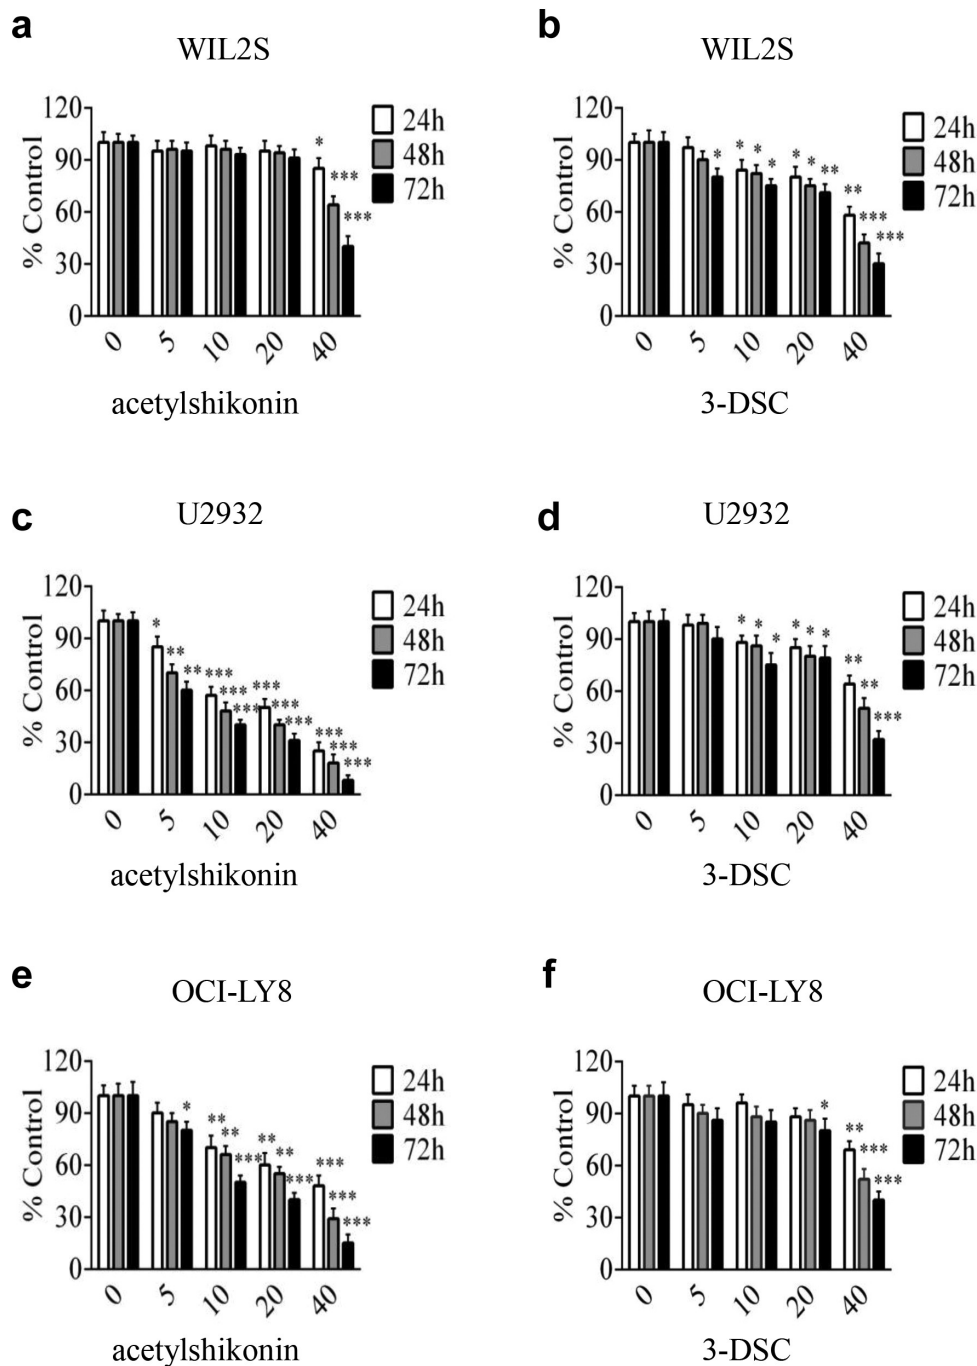 a
WIL2S
120
90
60
30
0
% Control
24h
48h
72h
*
***
***
0 5 10 20 40
acetylshikonin
b
WIL2S
120
90
60
30
0
% Control
24h
48h
72h
*
* * *
* * **
**
***
***
0 5 10 20 40
3-DSC
c
U2932
120
90
60
30
0
% Control
24h
48h
72h
*
**
**
***
***
***
***
***
***
***
***
***
0 5 10 20 40
acetylshikonin
d
U2932
120
90
60
30
0
% Control
24h
48h
72h
* * *
* * *
**
**
***
0 5 10 20 40
3-DSC
e
OCI-LY8
120
90
60
30
0
% Control
24h
48h
72h
*
**
**
***
**
**
***
***
***
***
0 5 10 20 40
acetylshikonin
f
OCI-LY8
120
90
60
30
0
% Control
24h
48h
72h
*
**
***
***
0 5 10 20 40
3-DSC